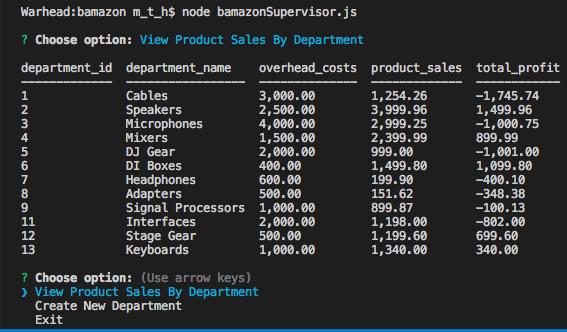 Warhead:bamazon m_t_h$ node bamazonSupervisor.js
? Choose option: View Product Sales By Department
department_id department_name overhead_costs product_sales total_profit
1 Cables 3,000.00 1,254.26 -1,745.74
2 Speakers 2,500.00 3,999.96 1,499.96
3 Microphones 4,000.00 2,999.25 -1,000.75
4 Mixers 1,500.00 2,399.99 899.99
5 DJ Gear 2,000.00 999.00 -1,001.00
6 DI Boxes 400.00 1,499.80 1,099.80
7 Headphones 600.00 199.90 -400.10
8 Adapters 500.00 151.62 -348.38
9 Signal Processors 1,000.00 899.87 -100.13
11 Interfaces 2,000.00 1,198.00 -802.00
12 Stage Gear 500.00 1,199.60 699.60
13 Keyboards 1,000.00 1,340.00 340.00
? Choose option: (Use arrow keys)
❯ View Product Sales By Department
Create New Department
Exit